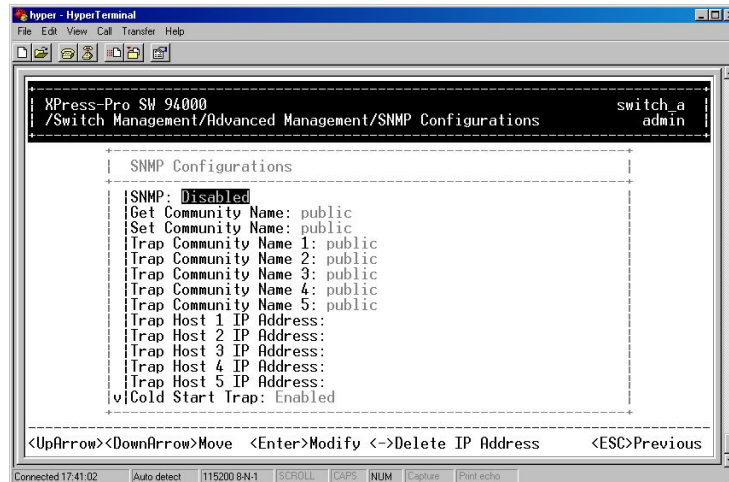 hyper - HyperTerminal
File Edit View Call Transfer Help
XPress-Pro SW 94000 switch_a
/Switch Management/Advanced Management/SNMP Configurations admin
SNMP Configurations
SNMP: Disabled
Get Community Name: public
Set Community Name: public
Trap Community Name 1: public
Trap Community Name 2: public
Trap Community Name 3: public
Trap Community Name 4: public
Trap Community Name 5: public
Trap Host 1 IP Address:
Trap Host 2 IP Address:
Trap Host 3 IP Address:
Trap Host 4 IP Address:
Trap Host 5 IP Address:
v|Cold Start Trap: Enabled
<UpArrow><DownArrow>Move <Enter>Modify <->Delete IP Address <ESC>Previous
Connected 17:41:02 Auto detect 115200 8-N-1 SCROLL CAPS NUM Capture Print echo